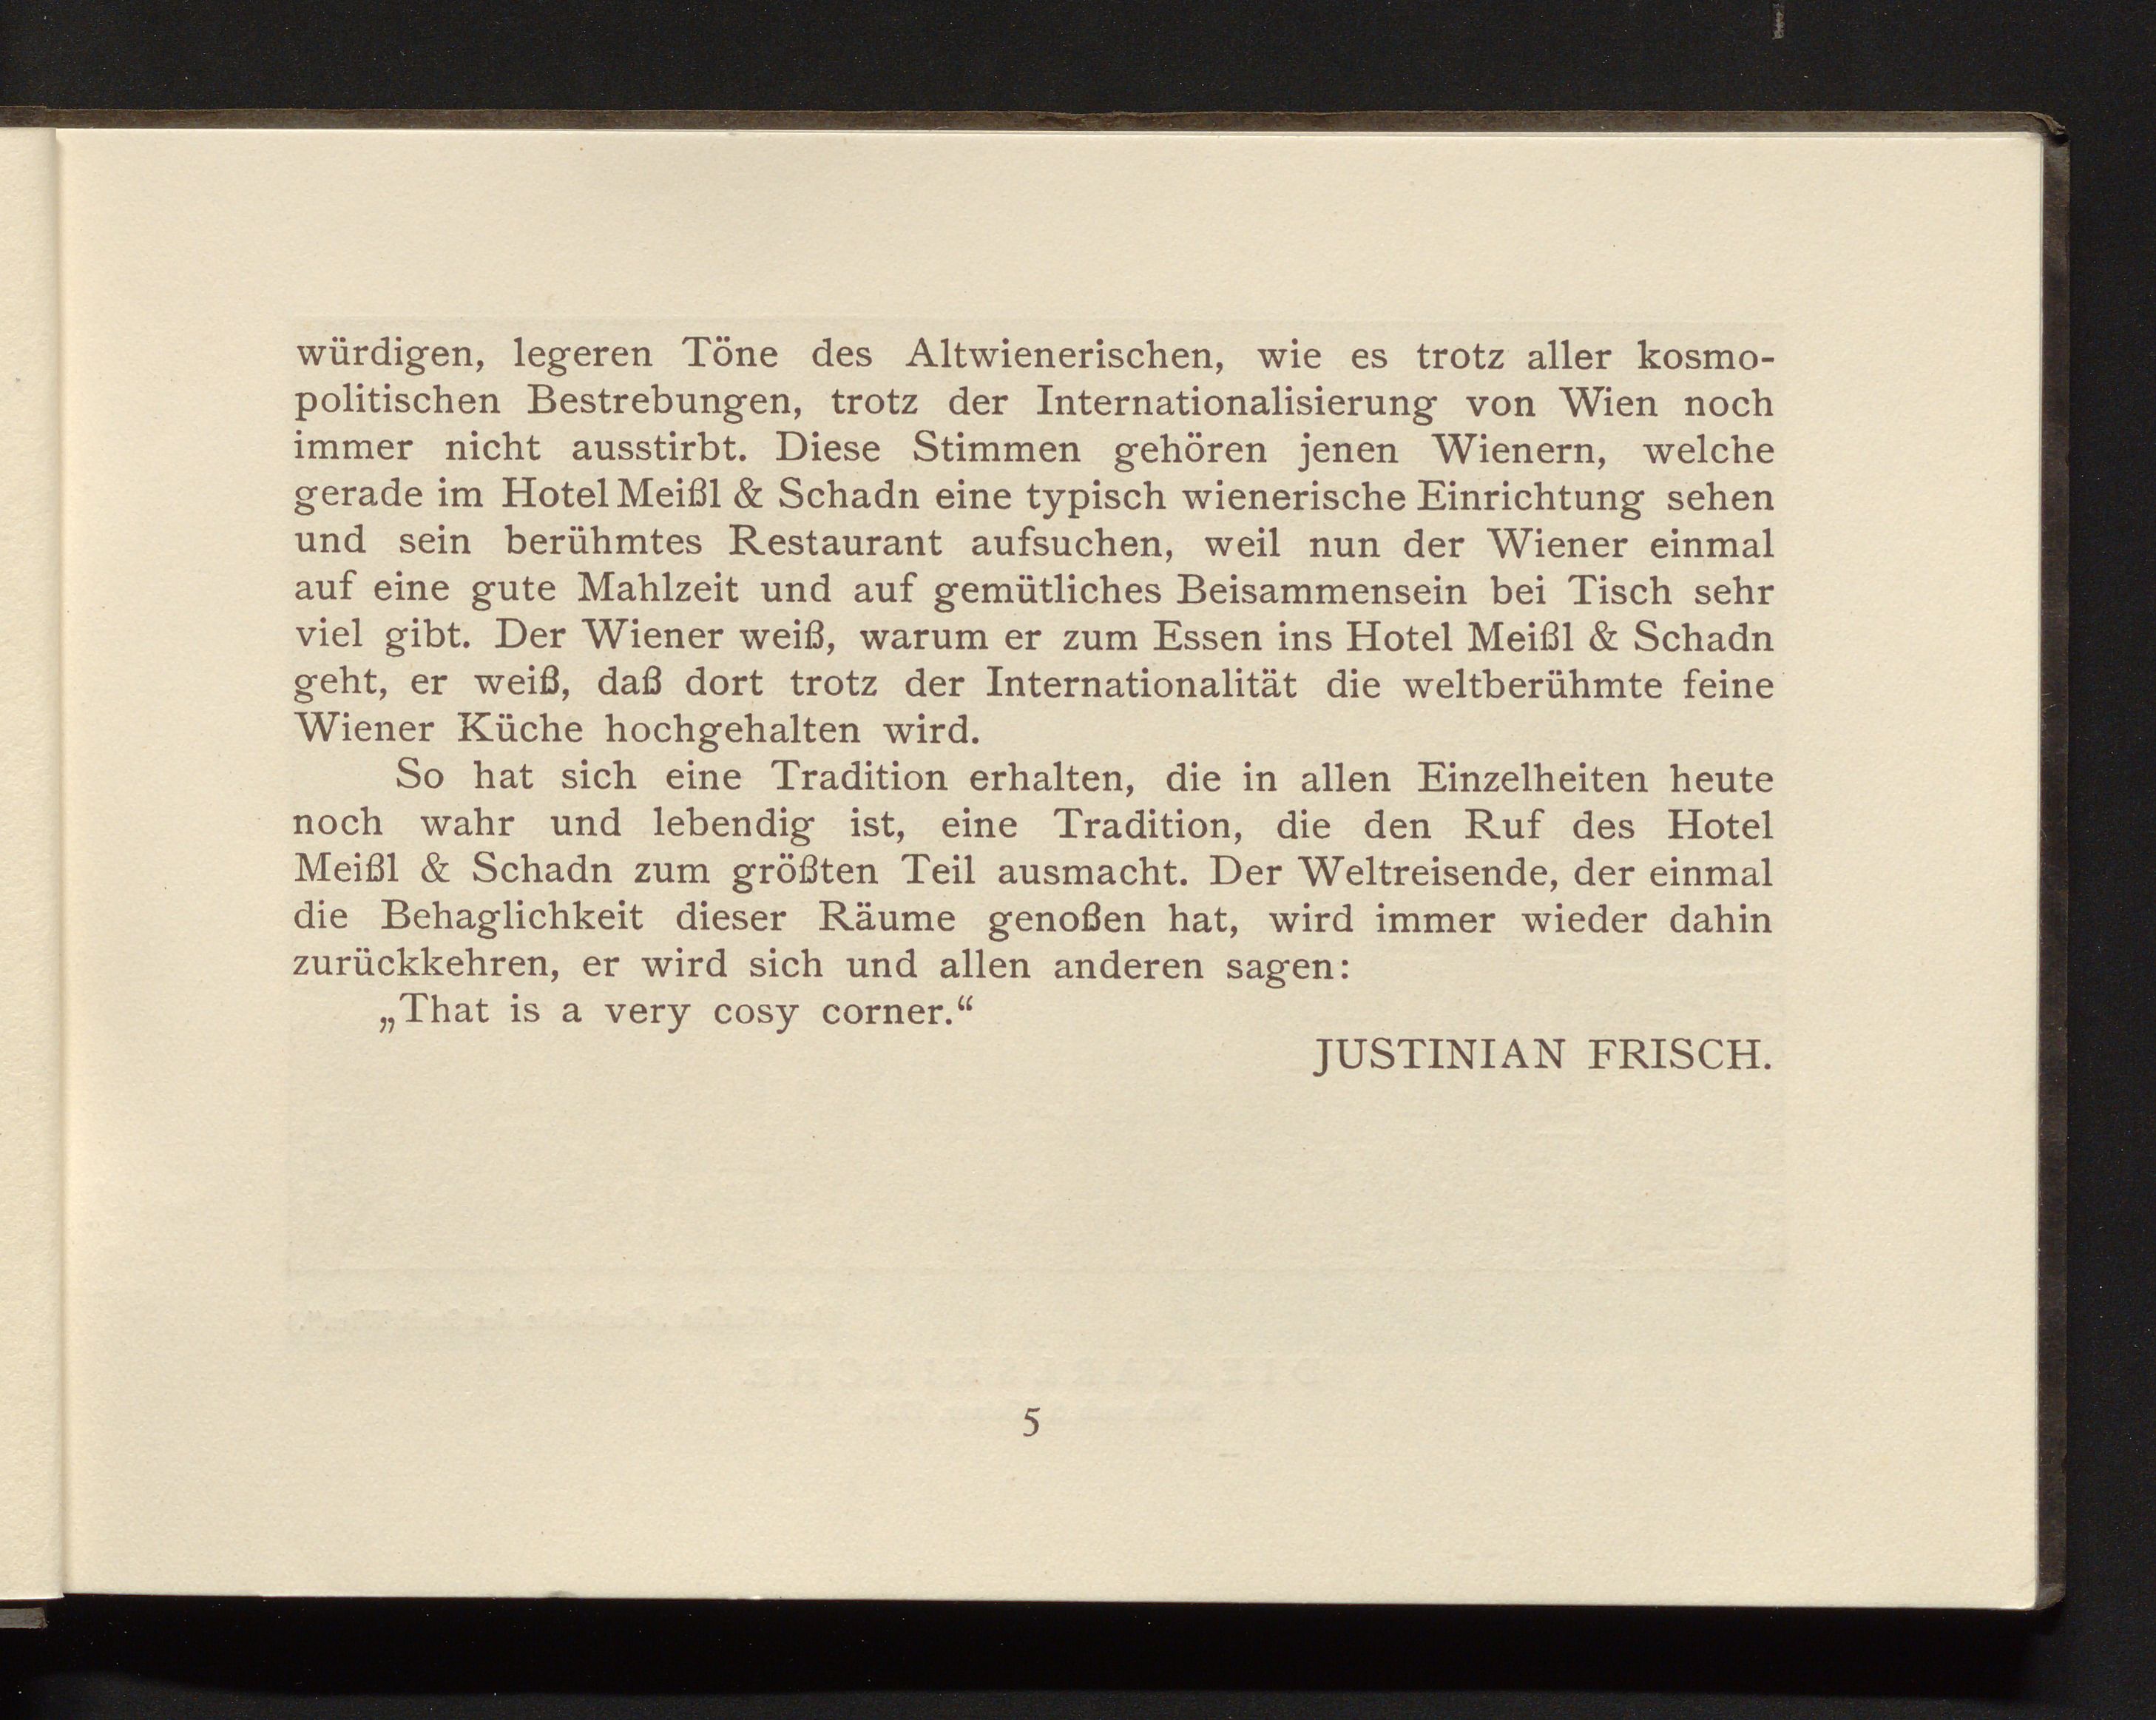 würdigen, legeren Töne des Altwienerischen, wie es trotz aller kosmo-
politischen Bestrebungen, trotz der Internationalisierung von Wien noch
immer nicht ausstirbt. Diese Stimmen gehören jenen Wienern, welche
gerade im Hotel Meißl & Schadn eine typisch wienerische Einrichtung sehen
und sein berühmtes Restaurant aufsuchen, weil nun der Wiener einmal
auf eine gute Mahlzeit und auf gemütliches Beisammensein bei Tisch sehr
viel gibt. Der Wiener weiß, warum er zum Essen ins Hotel Meißl & Schadn
geht, er weiß, daß dort trotz der Internationalität die weltberühmte feine
Wiener Küche hochgehalten wird.
So hat sich eine Tradition erhalten, die in allen Einzelheiten heute
noch wahr und lebendig ist, eine Tradition, die den Ruf des Hotel
Meißl & Schadn zum größten Teil ausmacht. Der Weltreisende, der einmal
die Behaglichkeit dieser Räume genoßen hat, wird immer wieder dahin
zurückkehren, er wird sich und allen anderen sagen:
„That is a very cosy corner.“
JUSTINIAN FRISCH.
5